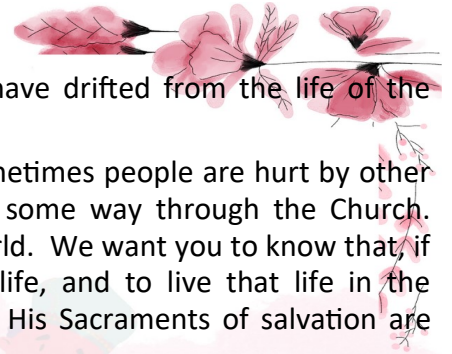 have drifted from the life of the
metimes people are hurt by other
some way through the Church.
rld. We want you to know that, if
life, and to live that life in the
His Sacraments of salvation are